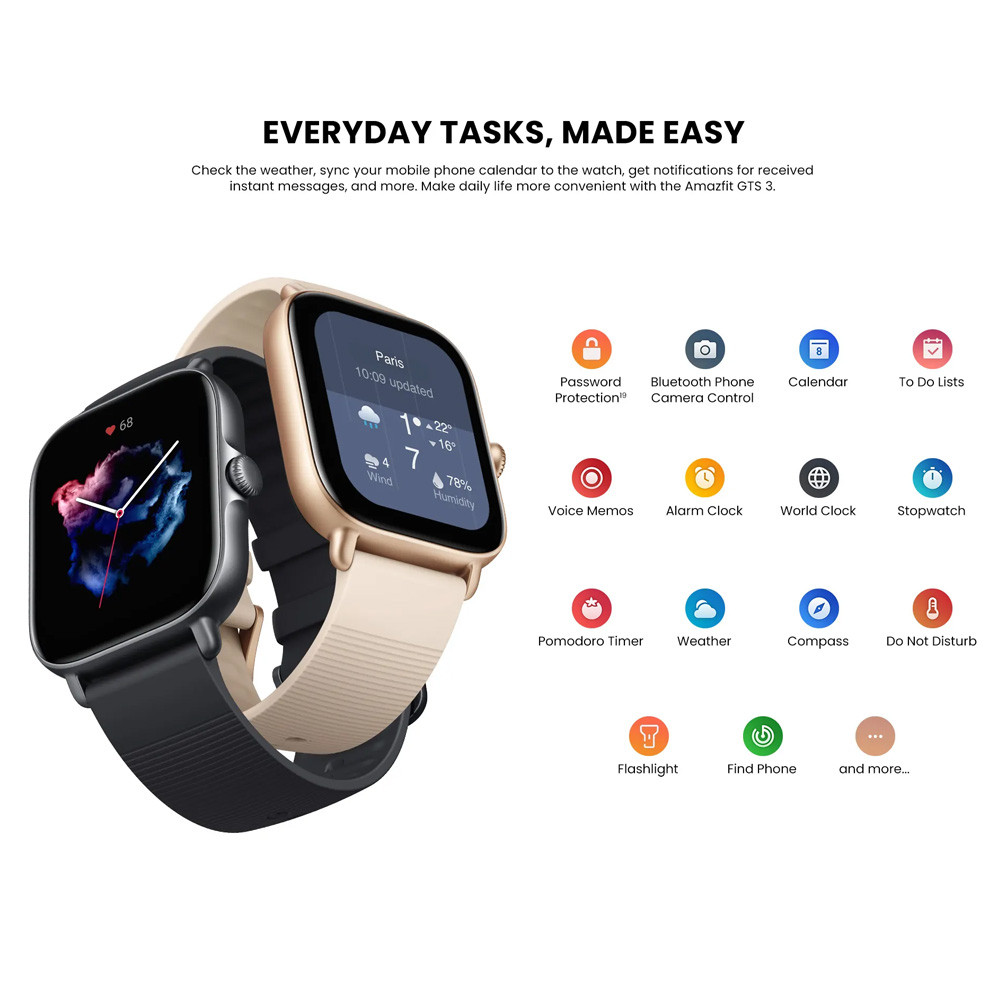 EVERYDAY TASKS, MADE EASY
Check the weather, sync your mobile phone calendar to the watch, get notifications for received
instant messages, and more. Make daily life more convenient with the Amazfit GTS 3.
68
Paris
10:09 updated
17°
22°
16°
4
Wind
78%
Humidity
Password
Protection¹⁹
Bluetooth Phone
Camera Control
8
Calendar
To Do Lists
Voice Memos
Alarm Clock
World Clock
Stopwatch
Pomodoro Timer
Weather
Compass
Do Not Disturb
Flashlight
Find Phone
and more...